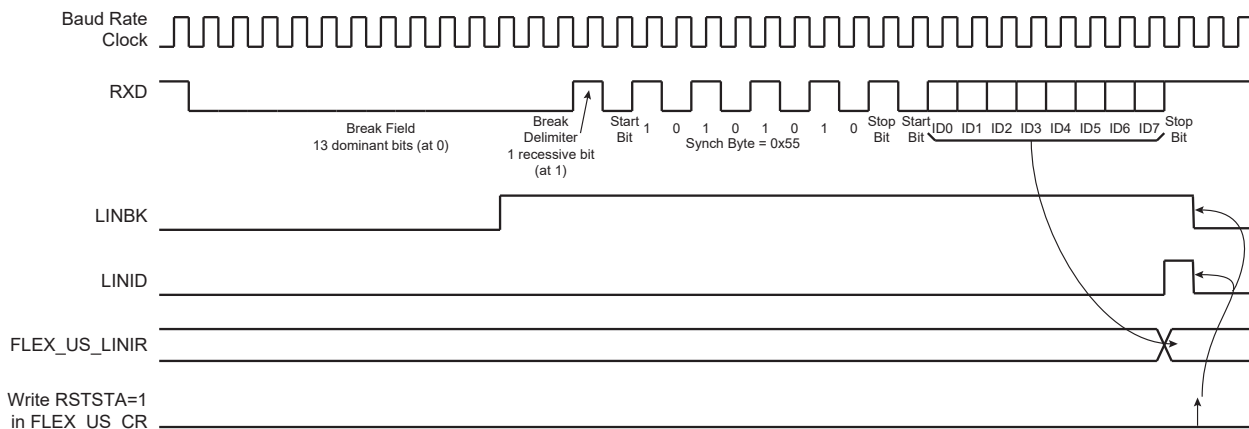 Baud Rate
Clock
RXD
Break Field
13 dominant bits (at 0)
Break
Delimiter
1 recessive bit
(at 1)
Start
Bit
1 0 1 0 1 0 1 0
Synch Byte = 0x55
Stop
Bit
Start
Bit
ID0 ID1 ID2 ID3 ID4 ID5 ID6 ID7
Stop
Bit
LINBK
LINID
FLEX_US_LINIR
Write RSTSTA=1
in FLEX_US_CR